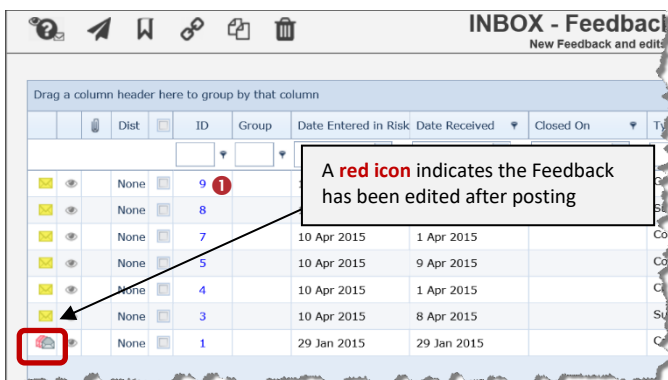 INBOX - Feedbac
New Feedback and edits
Drag a column header here to group by that column
Dist ID Group Date Entered in Risk Date Received Closed On Ty
A red icon indicates the Feedback
has been edited after posting
None 9 1
None 8
None 7 10 Apr 2015 1 Apr 2015 Co
None 5 10 Apr 2015 9 Apr 2015 Co
None 4 10 Apr 2015 1 Apr 2015
None 3 10 Apr 2015 8 Apr 2015 Su
None 1 29 Jan 2015 29 Jan 2015